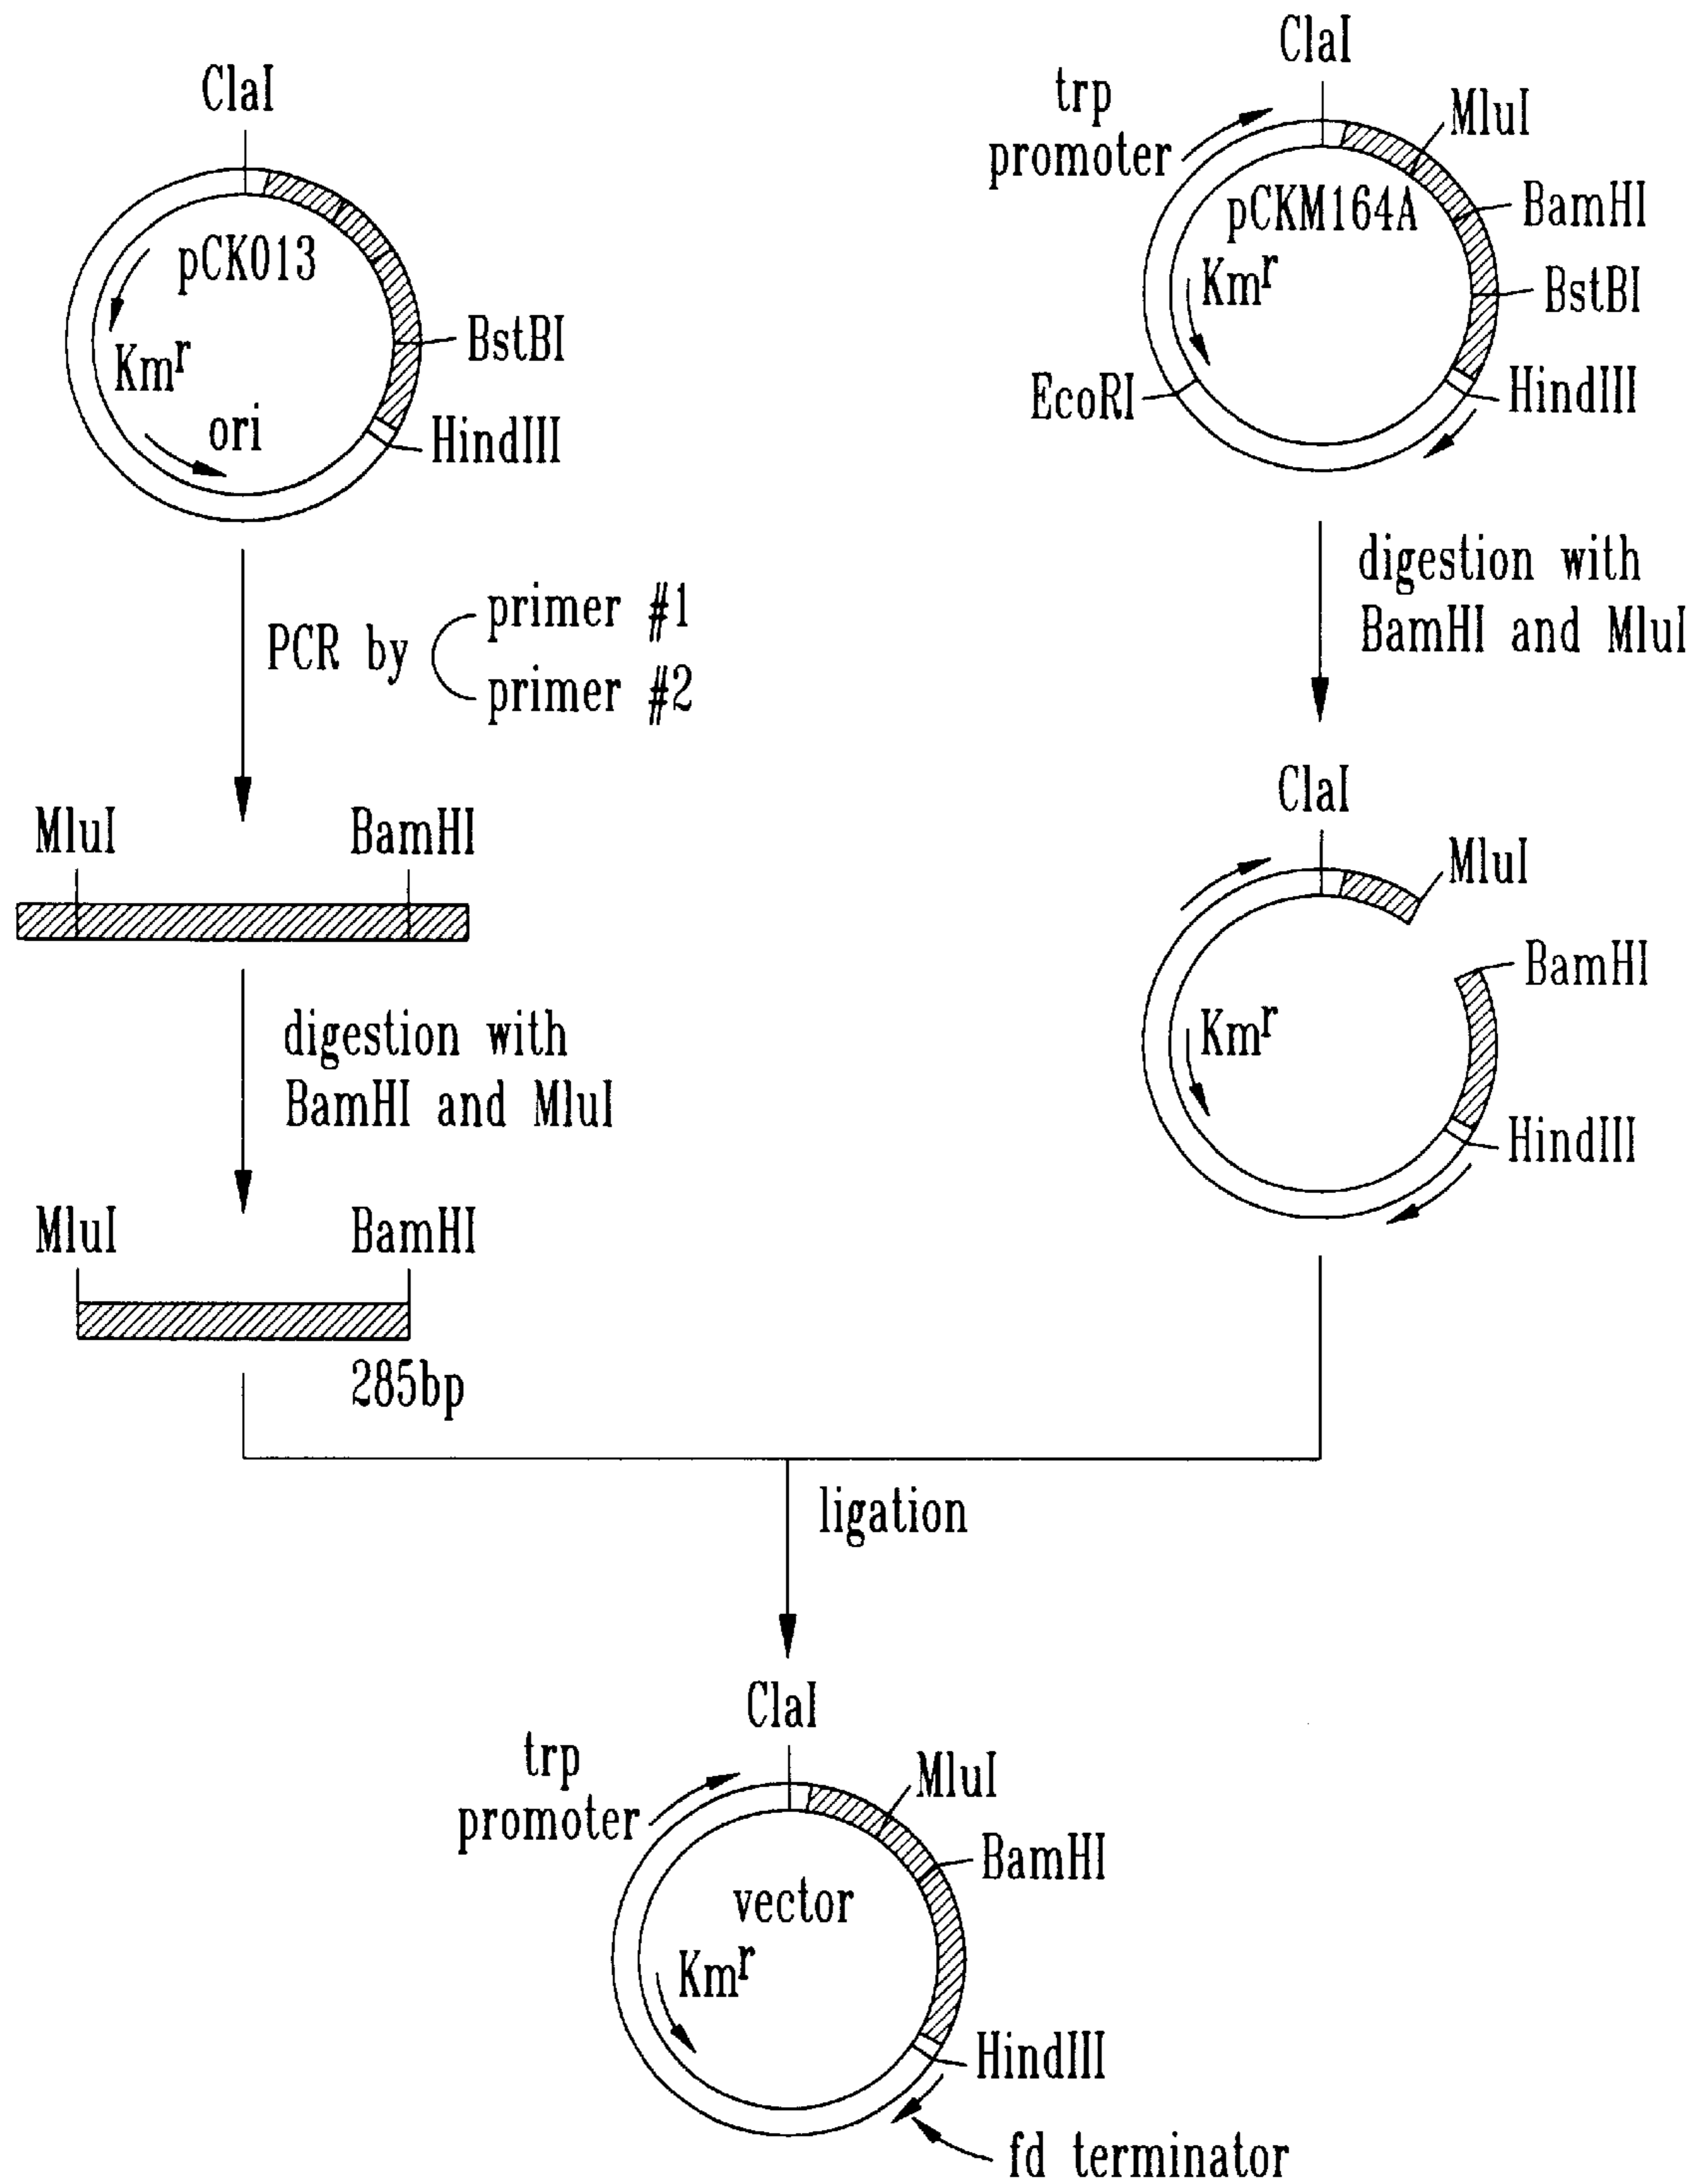 ClaI
pCK013
Kmr
ori
BstBI
HindIII
ClaI
trp
promoter
MluI
pCKM164A
BamHI
Kmr
BstBI
EcoRI
HindIII
PCR by
primer #1
primer #2
digestion with
BamHI and MluI
MluI
BamHI
ClaI
MluI
BamHI
Kmr
HindIII
digestion with
BamHI and MluI
MluI
BamHI
285bp
ligation
ClaI
trp
promoter
MluI
BamHI
vector
Kmr
HindIII
fd terminator